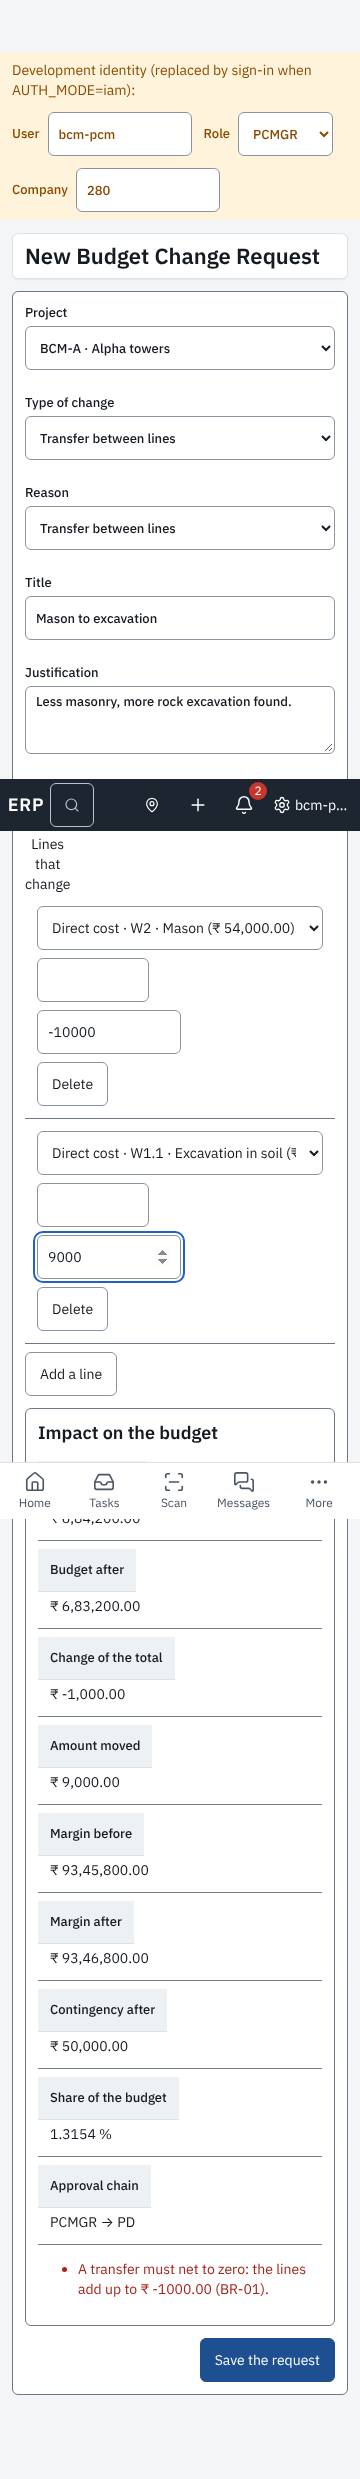 Development identity (replaced by sign-in when
AUTH_MODE=iam):
User bcm-pcm Role PCMGR
Company 280
New Budget Change Request
Project
BCM-A · Alpha towers
Type of change
Transfer between lines
Reason
Transfer between lines
Title
Mason to excavation
Justification
Less masonry, more rock excavation found.
ERP 2 bcm-p...
Lines
that
change
Direct cost · W2 · Mason (₹ 54,000.00)
-10000
Delete
Direct cost · W1.1 · Excavation in soil (₹
9000
Delete
Add a line
Impact on the budget
Home Tasks Scan Messages More
Budget after
₹ 6,83,200.00
Change of the total
₹ -1,000.00
Amount moved
₹ 9,000.00
Margin before
₹ 93,45,800.00
Margin after
₹ 93,46,800.00
Contingency after
₹ 50,000.00
Share of the budget
1.3154 %
Approval chain
PCMGR → PD
• A transfer must net to zero: the lines
add up to ₹ -1000.00 (BR-01).
Save the request